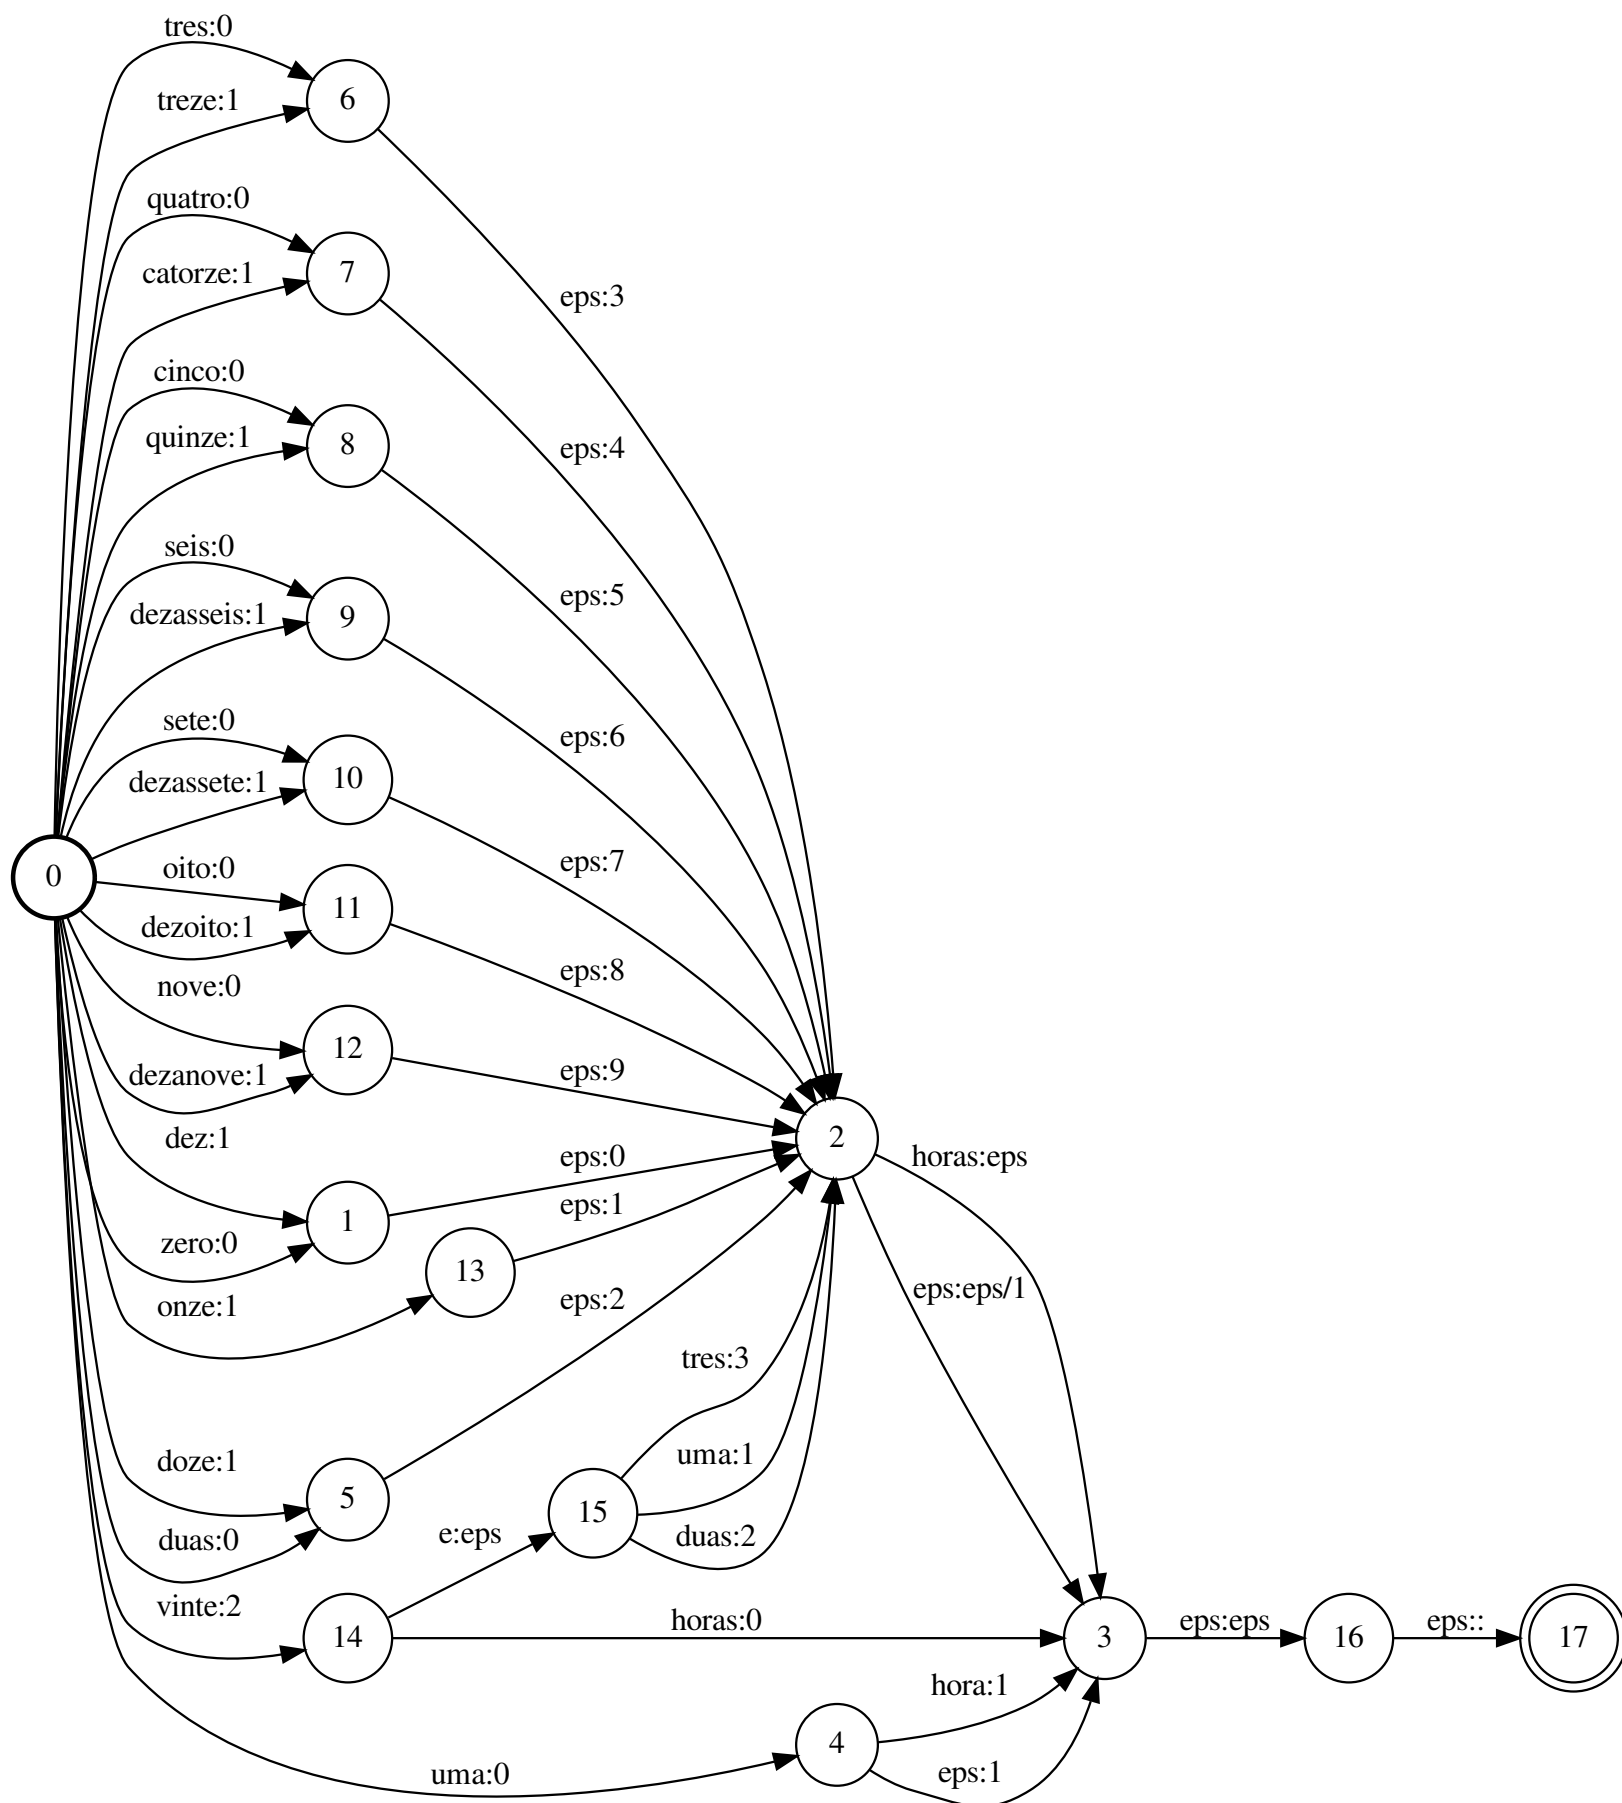 tres:0
6
treze:1
quatro:0
7
catorze:1
eps:3
cinco:0
8
quinze:1
eps:4
seis:0
9
dezasseis:1
eps:5
sete:0
10
dezassete:1
eps:6
0
oito:0
11
dezoito:1
eps:7
nove:0
12
dezanove:1
eps:8
eps:9
dez:1
2
horas:eps
1
eps:0
zero:0
13
eps:1
onze:1
eps:2
eps:eps/1
tres:3
doze:1
5
15
uma:1
duas:0
e:eps
duas:2
vinte:2
14
horas:0
3
eps:eps
16
eps::
17
hora:1
4
uma:0
eps:1